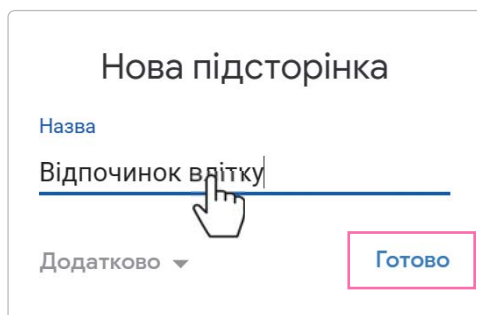 Нова підсторінка
Назва
Відпочинок влітку
Додатково
Готово